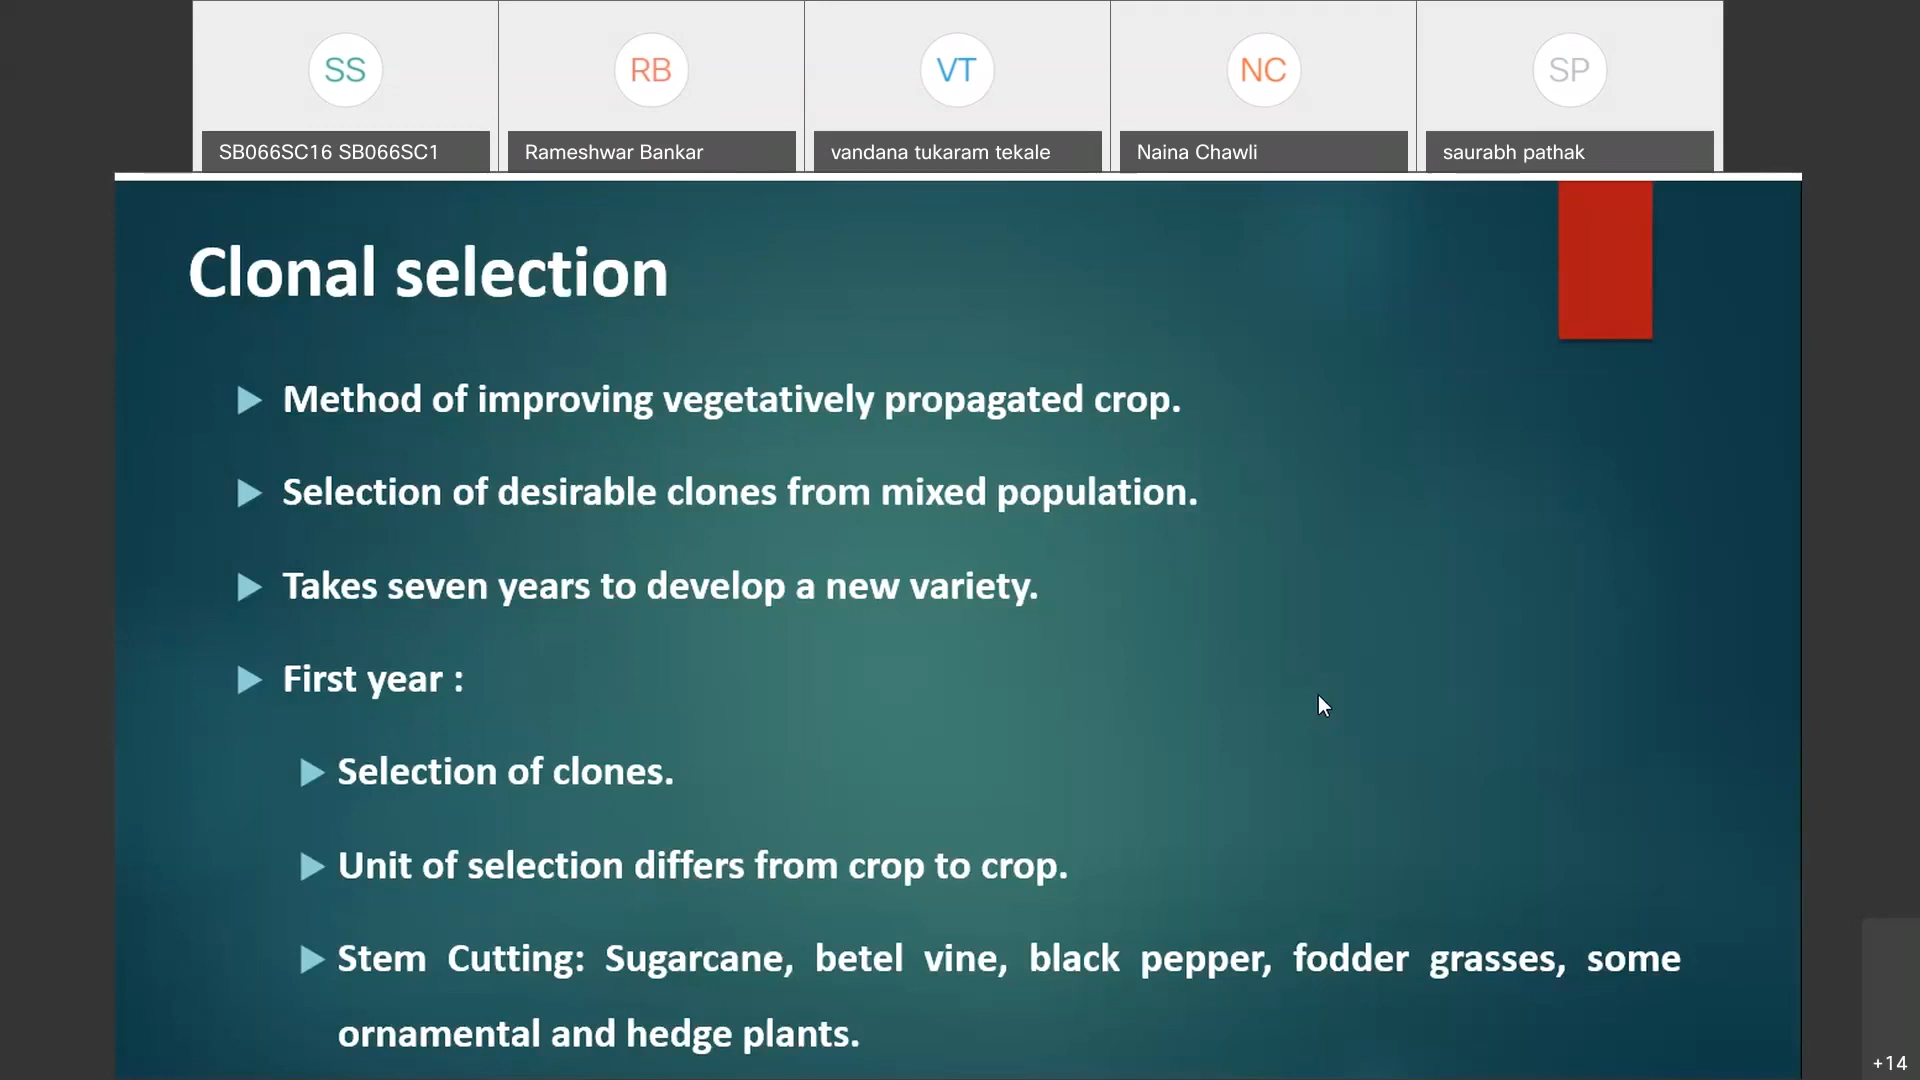 SS
RB
VT
NC
SP
SB066SC16 SB066SC1
Rameshwar Bankar
vandana tukaram tekale
Naina Chawli
saurabh pathak
Clonal selection
Method of improving vegetatively propagated crop.
Selection of desirable clones from mixed population.
Takes seven years to develop a new variety.
First year :
Selection of clones.
Unit of selection differs from crop to crop.
Stem Cutting: Sugarcane, betel vine, black pepper, fodder grasses, some
ornamental and hedge plants.
+14